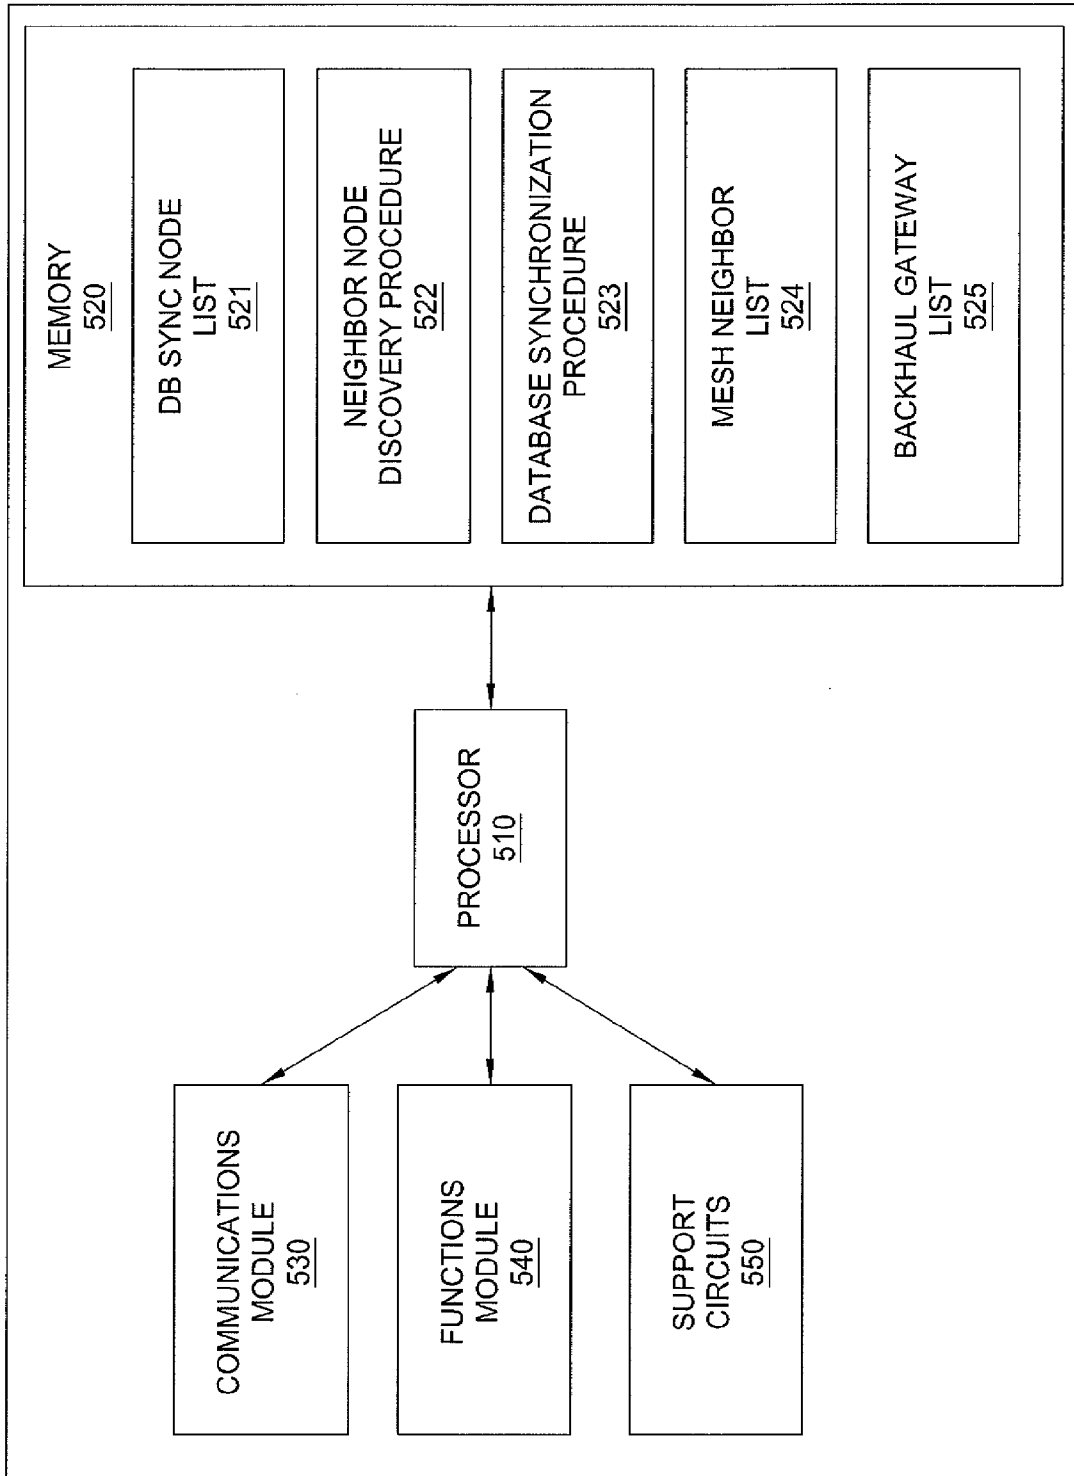 MEMORY
520
DB SYNC NODE
LIST
521
NEIGHBOR NODE
DISCOVERY PROCEDURE
522
DATABASE SYNCHRONIZATION
PROCEDURE
523
MESH NEIGHBOR
LIST
524
BACKHAUL GATEWAY
LIST
525
PROCESSOR
510
COMMUNICATIONS
MODULE
530
FUNCTIONS
MODULE
540
SUPPORT
CIRCUITS
550